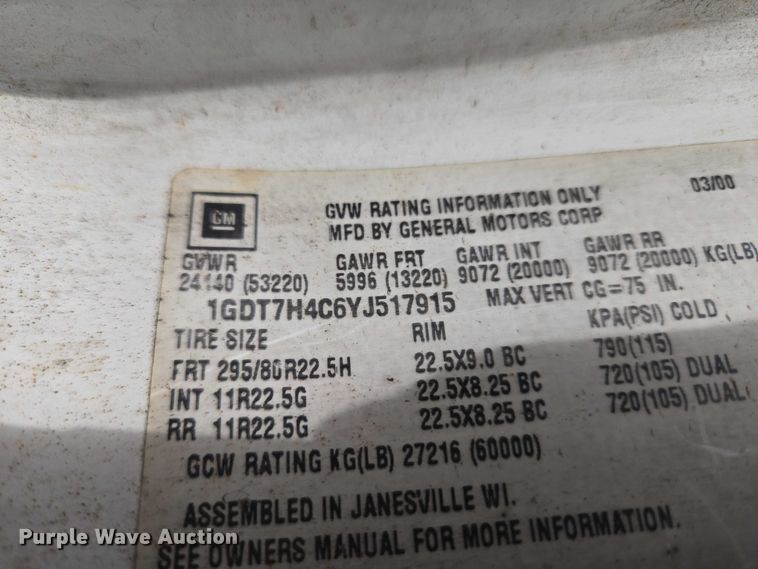 GM
GVW RATING INFORMATION ONLY 03/00
MFD BY GENERAL MOTORS CORP
GVWR GAWR FRT GAWR INT GAWR RR
24140 (53220) 5996 (13220) 9072 (20000) 9072 (20000) KG(LB)
1GDT7H4C6YJ517915 MAX VERT CG=75 IN.
TIRE SIZE RIM KPA(PSI) COLD
FRT 295/80R22.5H 22.5X9.0 BC 790(115)
INT 11R22.5G 22.5X8.25 BC 720(105) DUAL
RR 11R22.5G 22.5X8.25 BC 720(105) DUAL
GCW RATING KG(LB) 27216 (60000)
ASSEMBLED IN JANESVILLE WI.
SEE OWNERS MANUAL FOR MORE INFORMATION.
Purple Wave Auction